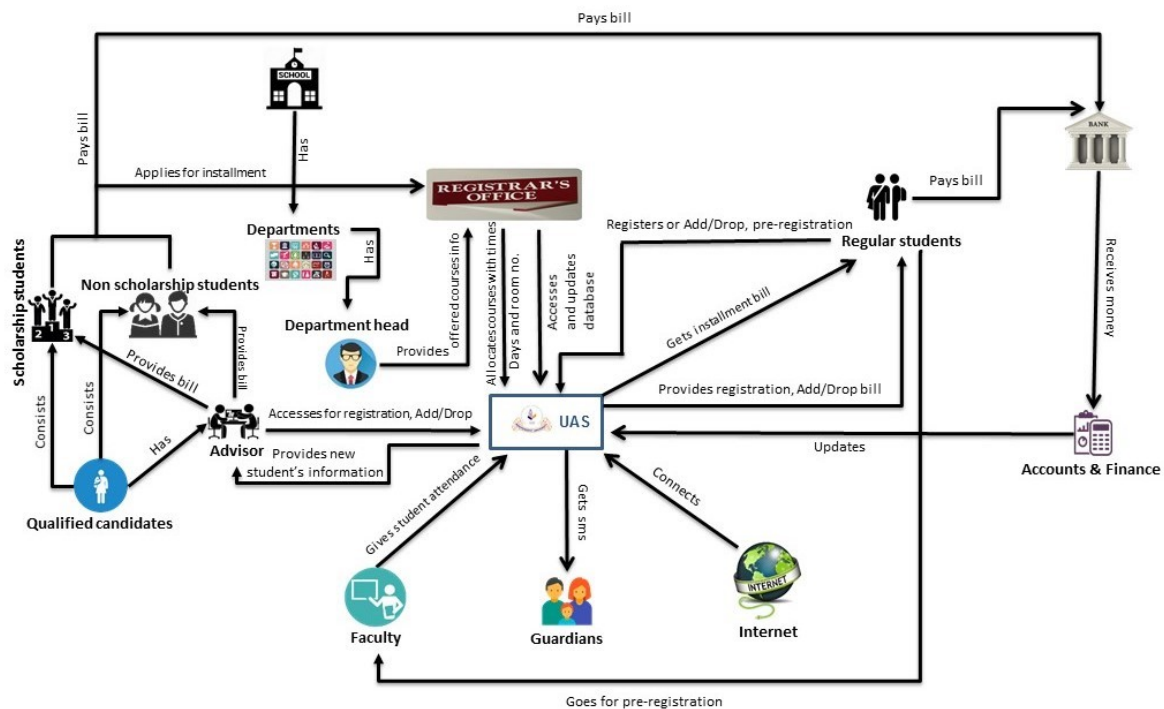 Pays bill
SCHOOL
BANK
Has
Pays bill
Applies for installment
REGISTRAR'S
OFFICE
Pays bill
Departments
Has
Registers or Add/Drop, pre-registration
Regular students
Receives money
Scholarship students
Non scholarship students
Department head
Provides
offered courses info
Allocatescourses with times
Days and room no.
Accesses
and updates
database
Gets installment bill
2 1 3
Provides bill
Provides bill
Consists
Consists
Has
Advisor
Accesses for registration, Add/Drop
UAS
Provides registration, Add/Drop bill
Provides new
student's information
Updates
Accounts & Finance
Qualified candidates
Gives student attendance
Gets sms
Connects
INTERNET
Faculty
Guardians
Internet
Goes for pre-registration